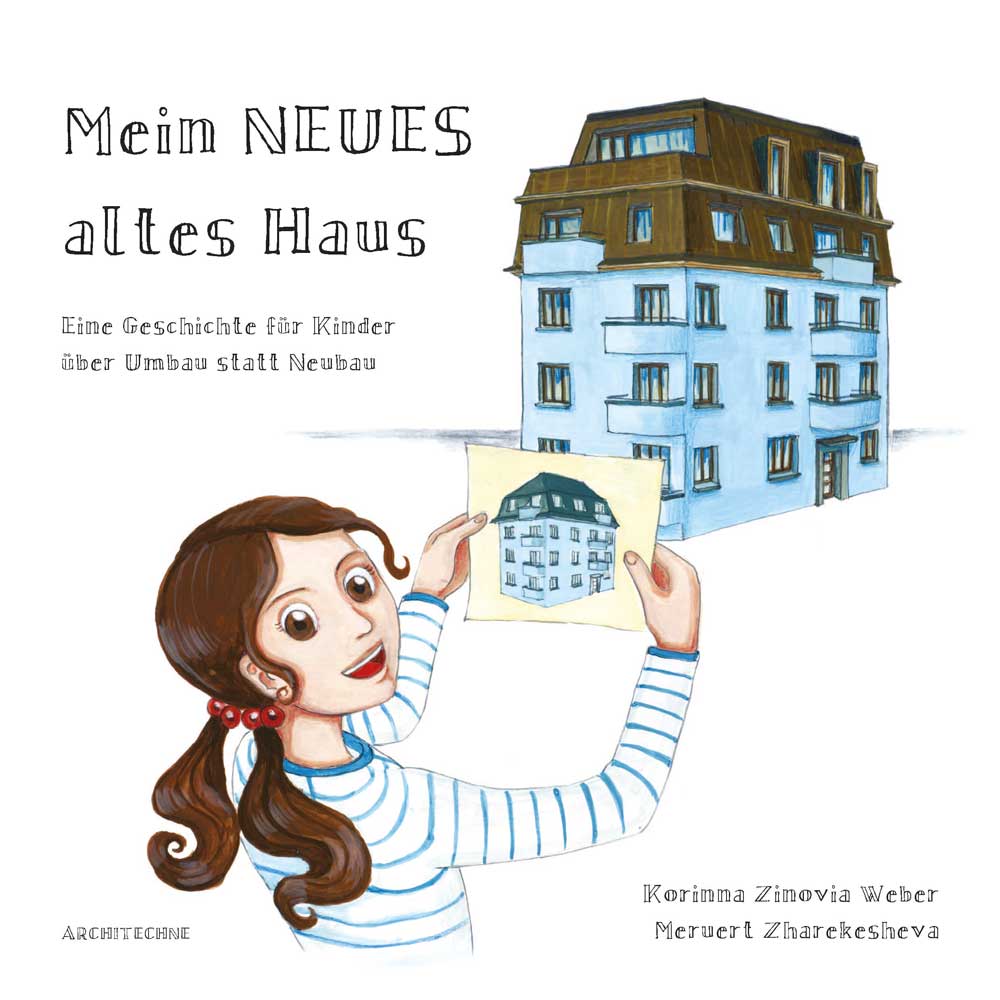 Mein NEUES
altes Haus
Eine Geschichte für Kinder
über Umbau statt Neubau
Korinna Zinovia Weber
Meruert Zharekesheva
ARCHITECHNE